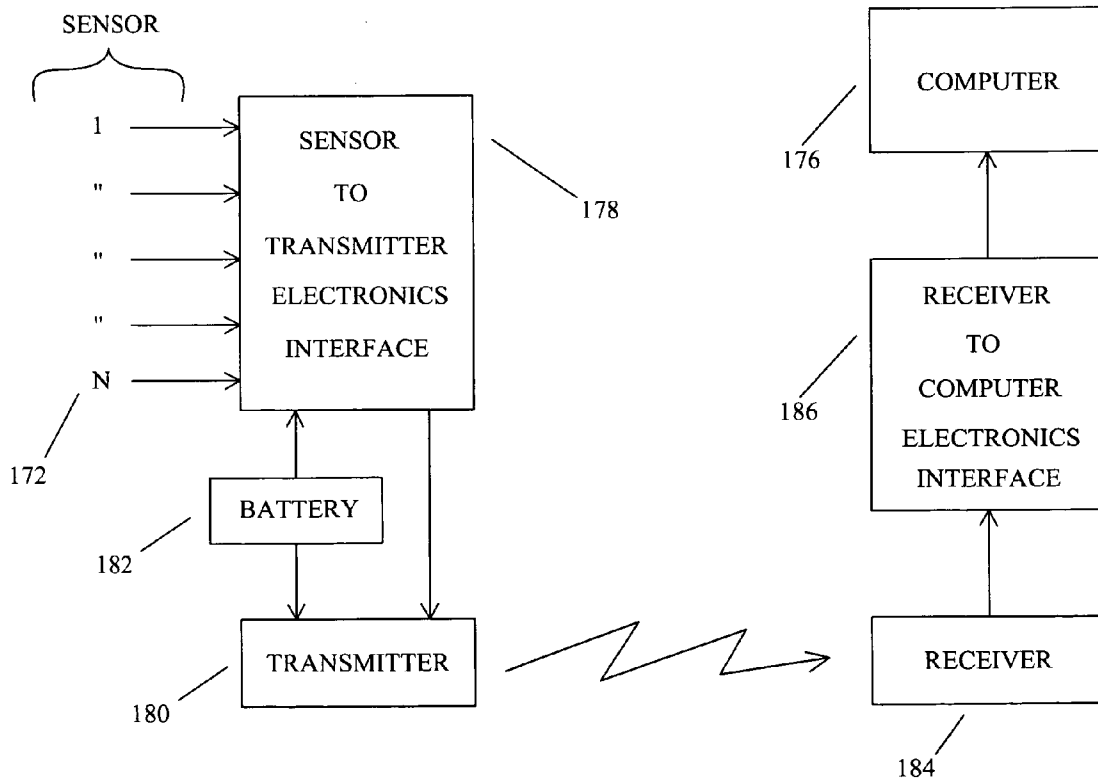 SENSOR
1
"
"
"
N
172
SENSOR
TO
TRANSMITTER
ELECTRONICS
INTERFACE
178
BATTERY
182
TRANSMITTER
180
COMPUTER
176
RECEIVER
TO
COMPUTER
ELECTRONICS
INTERFACE
186
RECEIVER
184